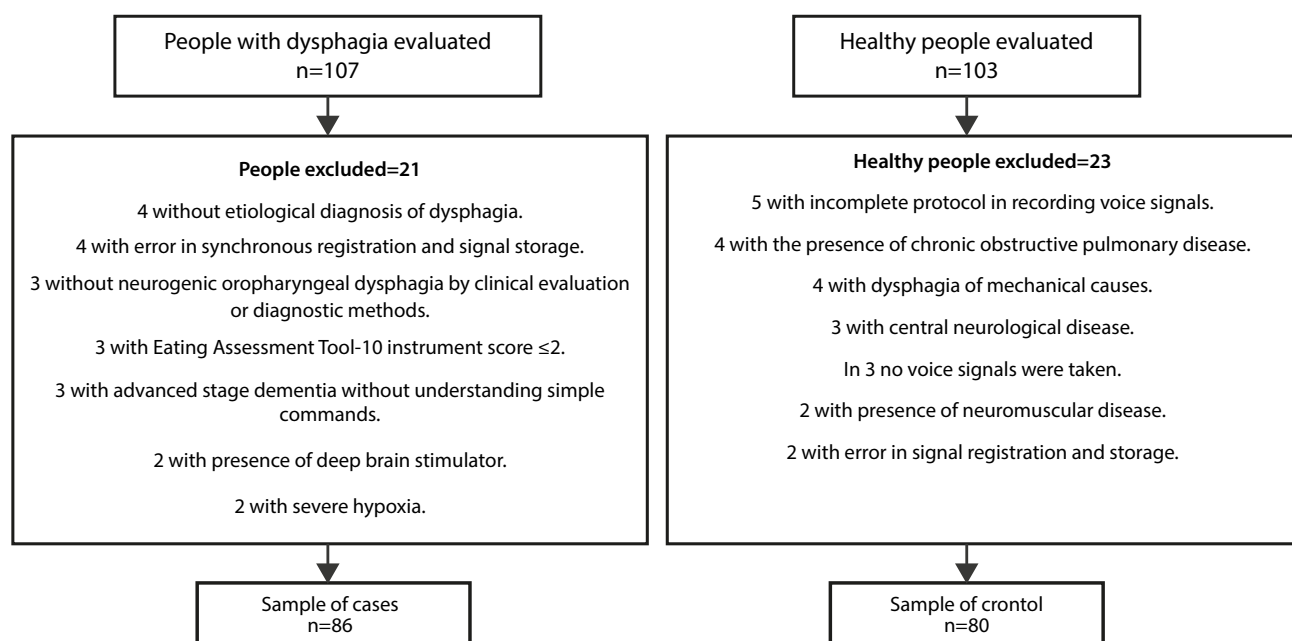 People with dysphagia evaluated
n=107
People excluded=21
4 without etiological diagnosis of dysphagia.
4 with error in synchronous registration and signal storage.
3 without neurogenic oropharyngeal dysphagia by clinical evaluation
or diagnostic methods.
3 with Eating Assessment Tool-10 instrument score ≤2.
3 with advanced stage dementia without understanding simple
commands.
2 with presence of deep brain stimulator.
2 with severe hypoxia.
Sample of cases
n=86
Healthy people evaluated
n=103
Healthy people excluded=23
5 with incomplete protocol in recording voice signals.
4 with the presence of chronic obstructive pulmonary disease.
4 with dysphagia of mechanical causes.
3 with central neurological disease.
In 3 no voice signals were taken.
2 with presence of neuromuscular disease.
2 with error in signal registration and storage.
Sample of crontol
n=80